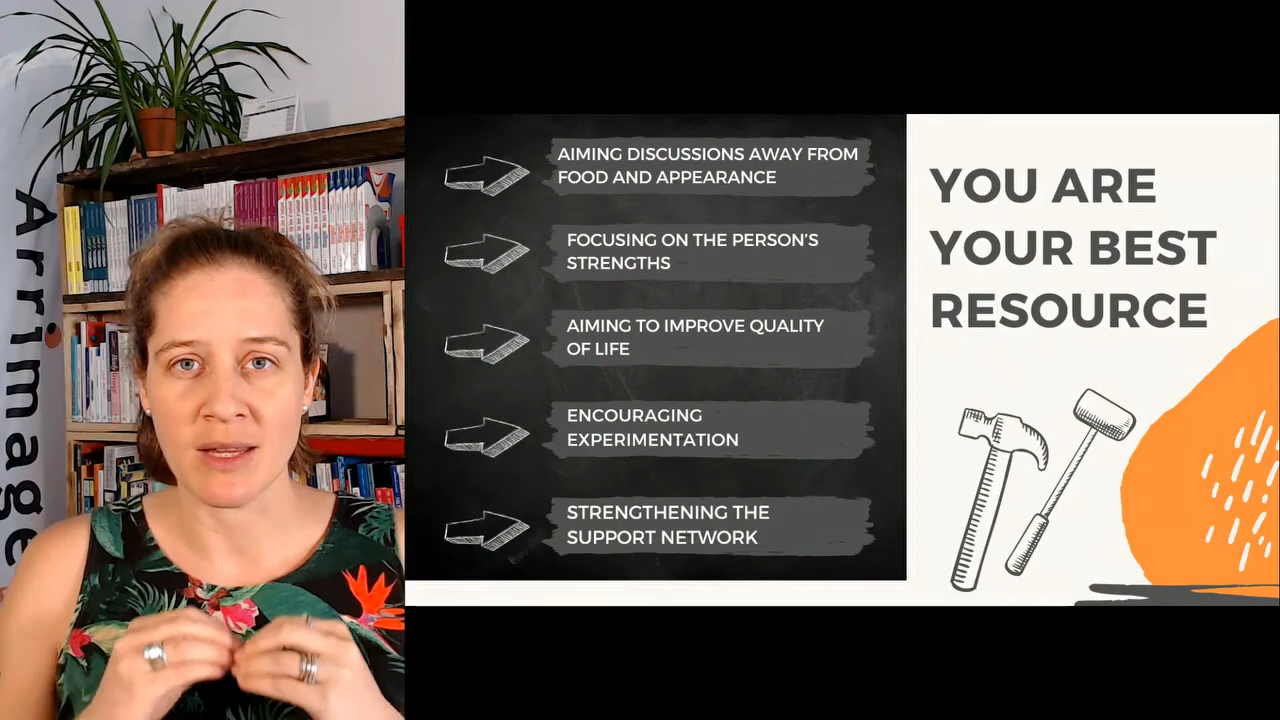 Arrimage
AIMING DISCUSSIONS AWAY FROM
FOOD AND APPEARANCE
FOCUSING ON THE PERSON'S
STRENGTHS
AIMING TO IMPROVE QUALITY
OF LIFE
ENCOURAGING
EXPERIMENTATION
STRENGTHENING THE
SUPPORT NETWORK
YOU ARE
YOUR BEST
RESOURCE